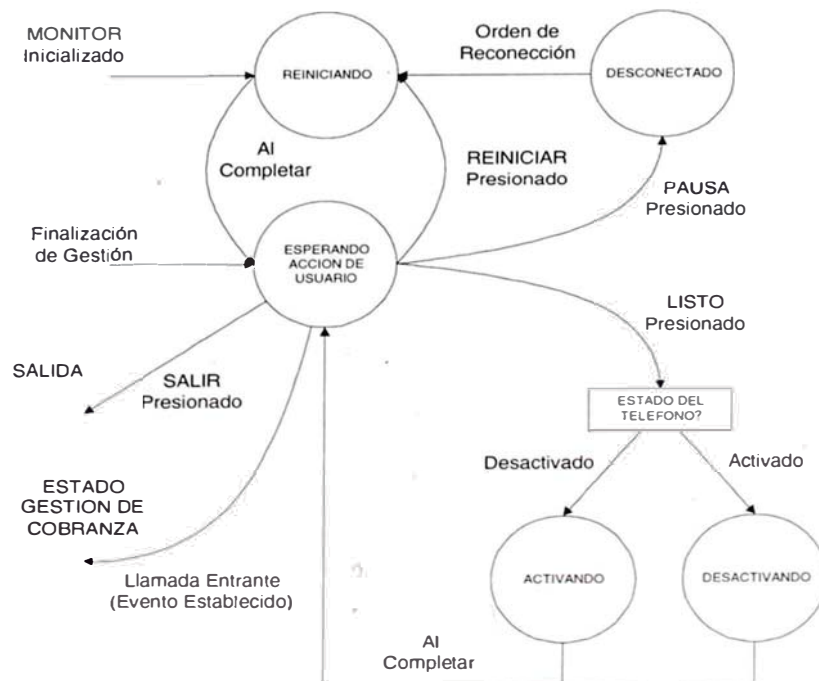 MONITOR
Inicializado
REINICIANDO
Orden de
Reconección
DESCONECTADO
Al
Completar
REINICIAR
Presionado
PAUSA
Presionado
Finalización
de Gestión
ESPERANDO
ACCION DE
USUARIO
LISTO
Presionado
SALIDA
SALIR
Presionado
ESTADO DEL
TELEFONO?
Desactivado
Activado
ESTADO
GESTION DE
COBRANZA
Llamada Entrante
(Evento Establecido)
ACTIVANDO
DESACTIVANDO
Al
Completar